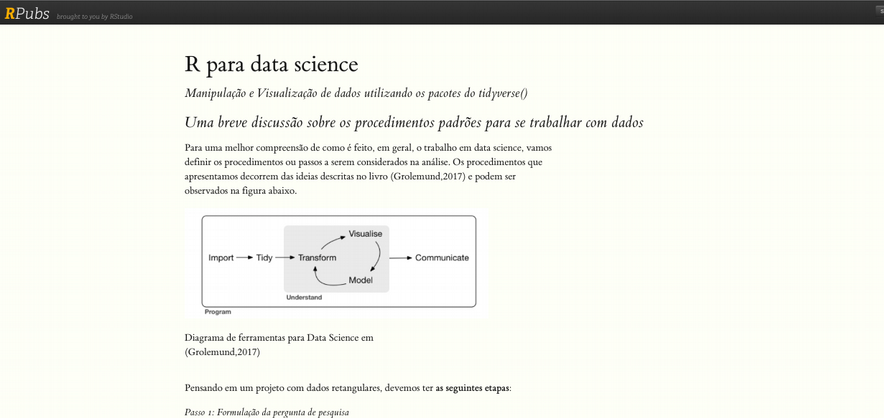 RPubs brought to you by RStudio
R para data science
Manipulação e Visualização de dados utilizando os pacotes do tidyverse()
Uma breve discussão sobre os procedimentos padrões para se trabalhar com dados
Para uma melhor compreensão de como é feito, em geral, o trabalho em data science, vamos
definir os procedimentos ou passos a serem considerados na análise. Os procedimentos que
apresentamos decorrem das ideias descritas no livro (Grolemund,2017) e podem ser
observados na figura abaixo.
Visualise
Import Tidy Transform Communicate
Model
Understand
Program
Diagrama de ferramentas para Data Science em
(Grolemund,2017)
Pensando em um projeto com dados retangulares, devemos ter as seguintes etapas:
Passo 1: Formulação da pergunta de pesquisa